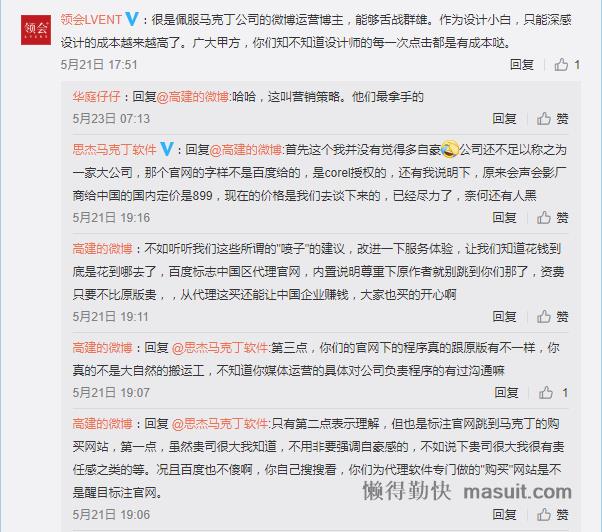 领会LVENT：很是佩服马克丁公司的微博运营博主，能够舌战群雄。作为设计小白，只能深感
设计的成本越来越高了。广大甲方，你们知不知道设计师的每一次点击都是有成本哒。
5月21日 17:51 回复 1
领会
LVENT
华庭仔仔：回复@高建的微博:哈哈，这叫营销策略。他们最拿手的
5月23日 07:13 回复 赞
思杰马克丁软件：回复@高建的微博:首先这个我并没有觉得多自豪公司还不足以称之为
一家大公司，那个官网的字样不是百度给的，是corel授权的，还有我说明下，原来会声会影厂
商给中国的国内定价是899，现在的价格是我们去谈下来的，已经尽力了，奈何还有人黑
5月21日 19:16 回复 赞
高建的微博：不如听听我们这些所谓的"喷子"的建议，改进一下服务体验，让我们知道花钱到
底是花到哪去了，百度标志中国区代理官网，内置说明尊重下原作者就别跳到你们那了，资费
只要不比原版贵，，从代理这买还能让中国企业赚钱，大家也买的开心啊
5月21日 19:11 回复 赞
高建的微博：回复 @思杰马克丁软件:第三点，你们的官网下的程序真的跟原版有不一样，你
真的不是大自然的搬运工，不知道你媒体运营的具体对公司负责程序的有过沟通嘛
5月21日 19:07 回复 1
高建的微博：回复 @思杰马克丁软件:只有第二点表示理解，但也是标注官网跳到马克丁的购
买网站，第一点，虽然贵司很大我知道，不用非要强调自豪感的，不如说下贵司很大我很有责
任感之类的等。况且百度也不傻啊，你自己搜搜看，你们为代理软件专门做的"购买"网站是不
是醒目标注官网。
5月21日 19:06 回复 赞
懒得勤快 masuit.com